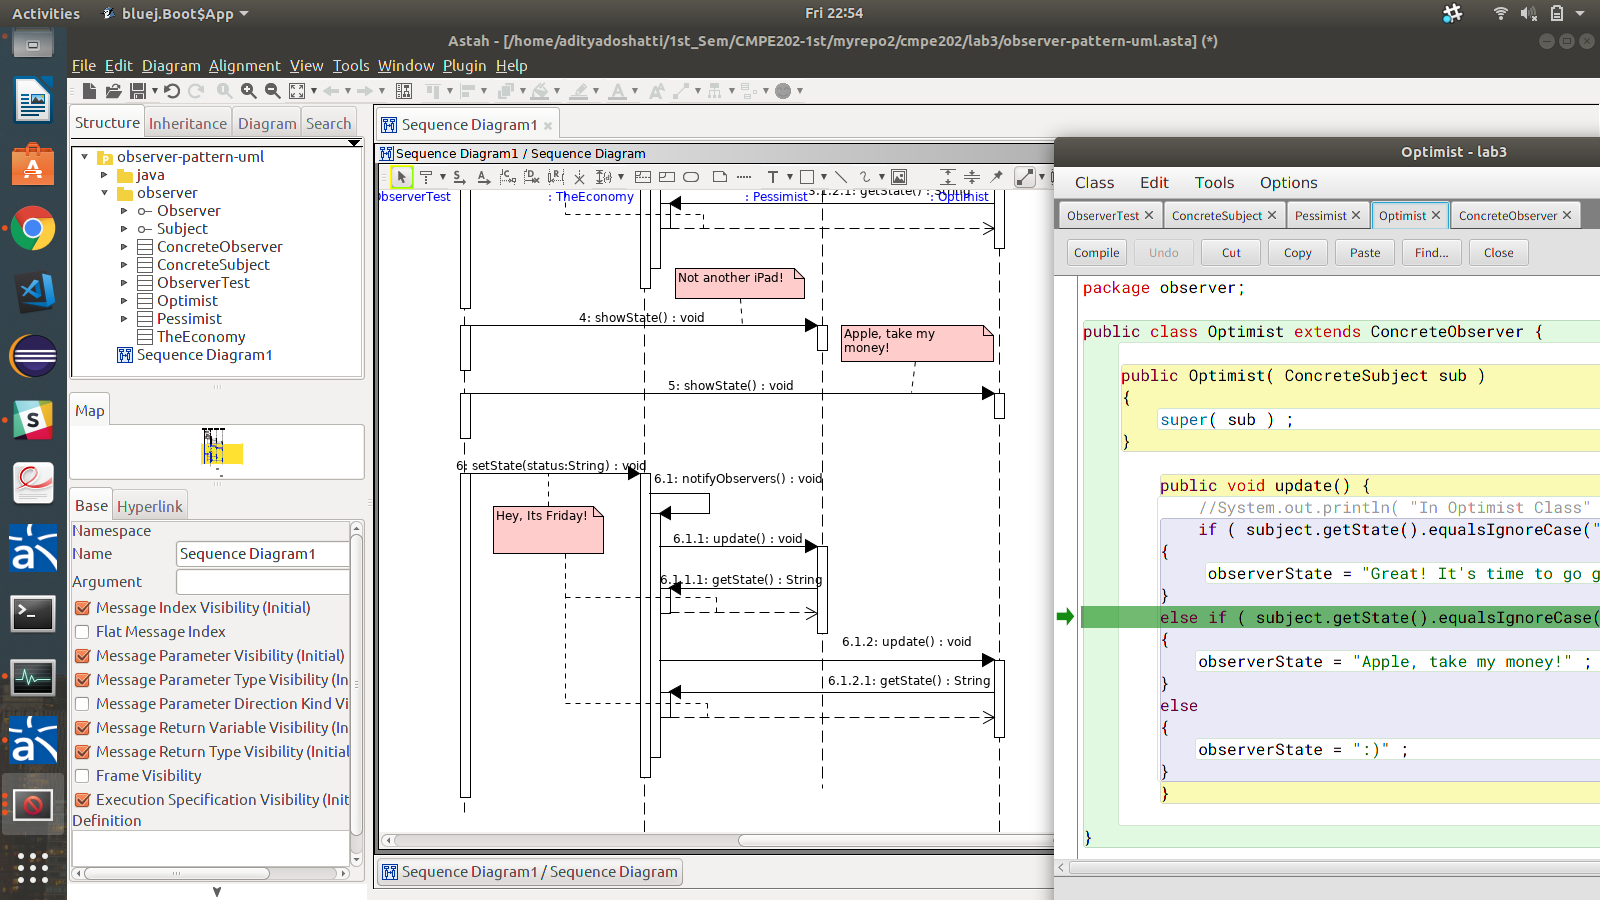 Activities
bluej.Boot$App
Fri 22:54
Astah - [/home/adityadoshatti/1st_Sem/CMPE202-1st/myrepo2/cmpe202/lab3/observer-pattern-uml.asta] (*)
File Edit Diagram Alignment View Tools Window Plugin Help
Structure Inheritance Diagram Search
observer-pattern-uml
java
observer
Observer
Subject
ConcreteObserver
ConcreteSubject
ObserverTest
Optimist
Pessimist
TheEconomy
Sequence Diagram1
Map
Base Hyperlink
Namespace
Name Sequence Diagram1
Argument
Message Index Visibility (Initial)
Flat Message Index
Message Parameter Visibility (Initial)
Message Parameter Type Visibility (In
Message Parameter Direction Kind Vi
Message Return Variable Visibility (In
Message Return Type Visibility (Initial
Frame Visibility
Execution Specification Visibility (Init
Definition
Sequence Diagram1
Sequence Diagram1 / Sequence Diagram
ObserverTest : TheEconomy : Pessimist : Optimist
3.1.2.1: getState() : String
Not another iPad!
4: showState() : void
Apple, take my
money!
5: showState() : void
6: setState(status:String) : void
6.1: notifyObservers() : void
Hey, Its Friday!
6.1.1: update() : void
6.1.1.1: getState() : String
6.1.2: update() : void
6.1.2.1: getState() : String
Sequence Diagram1 / Sequence Diagram
Optimist - lab3
Class Edit Tools Options
ObserverTest ConcreteSubject Pessimist Optimist ConcreteObserver
Compile Undo Cut Copy Paste Find... Close
package observer;
public class Optimist extends ConcreteObserver {
public Optimist( ConcreteSubject sub )
{
super( sub ) ;
}
public void update() {
//System.out.println( "In Optimist Class"
if ( subject.getState().equalsIgnoreCase("
{
observerState = "Great! It's time to go g
}
else if ( subject.getState().equalsIgnoreCase(
{
observerState = "Apple, take my money!" ;
}
else
{
observerState = ":)" ;
}
}
}